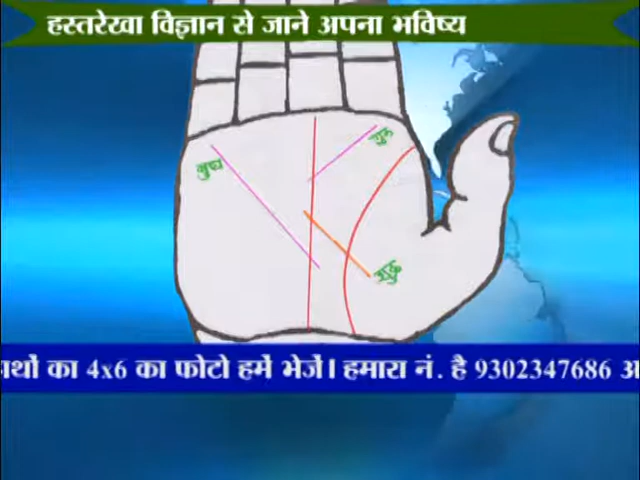 हस्तरेखा विज्ञान से जाने अपना भविष्य
गुरु
बुध
शुक्र
का 4x6 का फोटो हमें भेजें। हमारा नं. है 9302347686